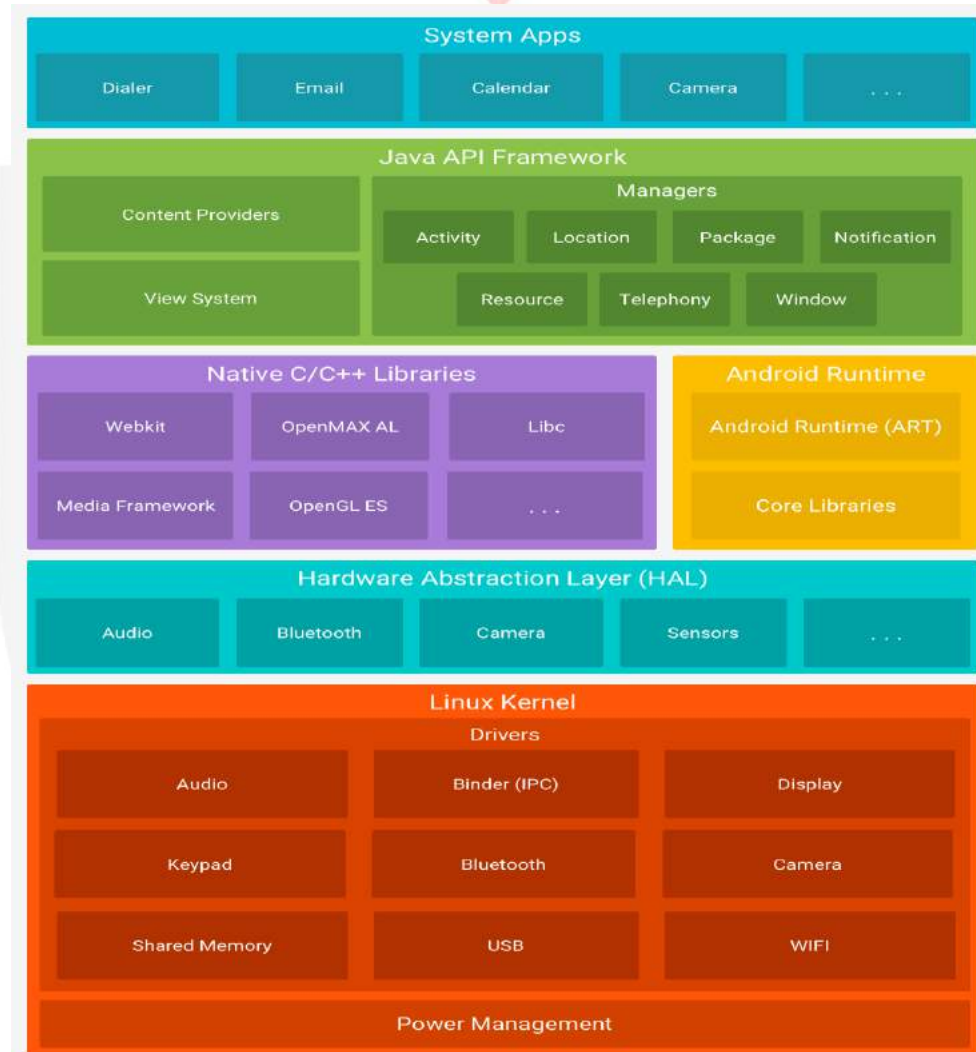 System Apps
Dialer
Email
Calendar
Camera
. . .
Java API Framework
Content Providers
View System
Managers
Activity
Location
Package
Notification
Resource
Telephony
Window
Native C/C++ Libraries
Webkit
OpenMAX AL
Libc
Media Framework
OpenGL ES
. . .
Android Runtime
Android Runtime (ART)
Core Libraries
Hardware Abstraction Layer (HAL)
Audio
Bluetooth
Camera
Sensors
. . .
Linux Kernel
Drivers
Audio
Binder (IPC)
Display
Keypad
Bluetooth
Camera
Shared Memory
USB
WIFI
Power Management